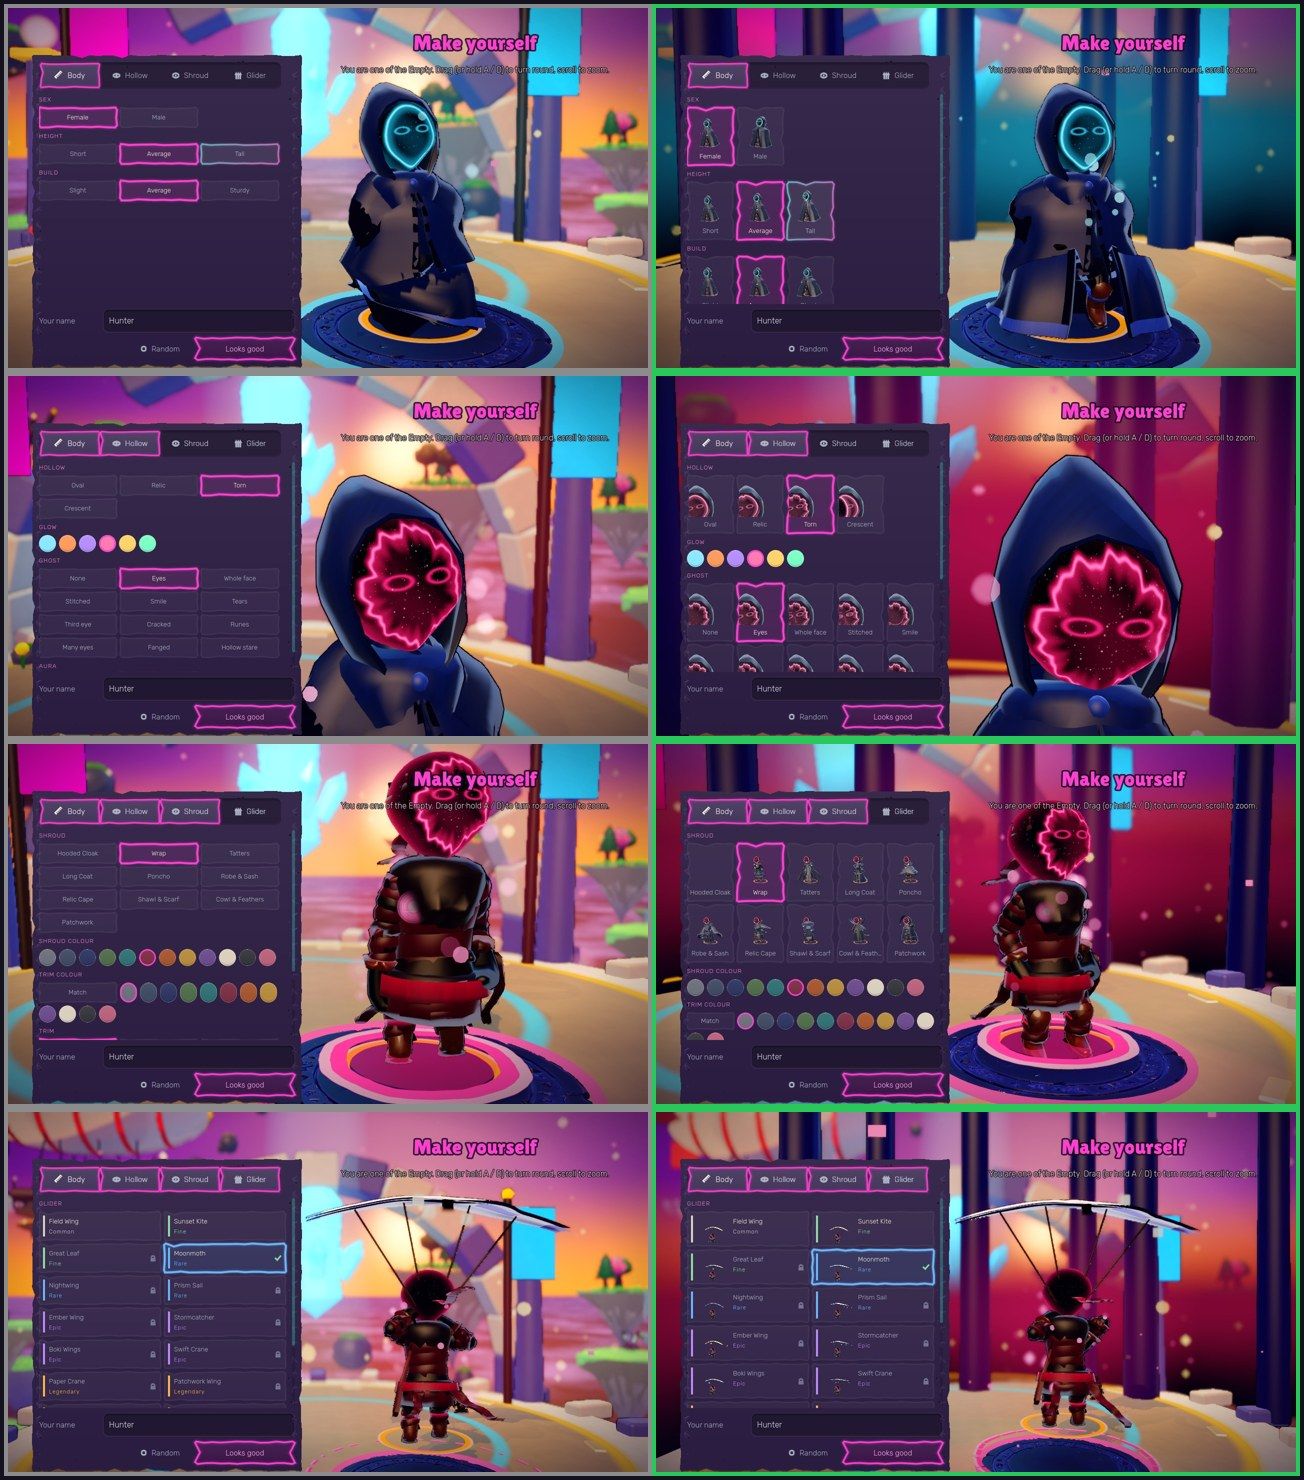 Make yourself
You are one of the Empty. Drag (or hold A / D) to turn round, scroll to zoom.
Body Hollow Shroud Glider
SEX
Female Male
HEIGHT
Short Average Tall
BUILD
Slight Average Sturdy
Your name Hunter
Random Looks good
Make yourself
You are one of the Empty. Drag (or hold A / D) to turn round, scroll to zoom.
Body Hollow Shroud Glider
SEX
Female Male
HEIGHT
Short Average Tall
BUILD
Your name Hunter
Random Looks good
Make yourself
You are one of the Empty. Drag (or hold A / D) to turn round, scroll to zoom.
Body Hollow Shroud Glider
HOLLOW
Oval Relic Torn
Crescent
GLOW
GHOST
None Eyes Whole face
Stitched Smile Tears
Third eye Cracked Runes
Many eyes Fanged Hollow stare
AURA
Your name Hunter
Random Looks good
Make yourself
You are one of the Empty. Drag (or hold A / D) to turn round, scroll to zoom.
Body Hollow Shroud Glider
HOLLOW
Oval Relic Torn Crescent
GLOW
GHOST
None Eyes Whole face Stitched Smile
Your name Hunter
Random Looks good
Make yourself
You are one of the Empty. Drag (or hold A / D) to turn round, scroll to zoom.
Body Hollow Shroud Glider
SHROUD
Hooded Cloak Wrap Tatters
Long Coat Poncho Robe & Sash
Relic Cape Shawl & Scarf Cowl & Feathers
Patchwork
SHROUD COLOUR
TRIM COLOUR
Match
TRIM
Your name Hunter
Random Looks good
Make yourself
You are one of the Empty. Drag (or hold A / D) to turn round, scroll to zoom.
Body Hollow Shroud Glider
SHROUD
Hooded Cloak Wrap Tatters Long Coat Poncho
Robe & Sash Relic Cape Shawl & Scarf Cowl & Feath... Patchwork
SHROUD COLOUR
TRIM COLOUR
Match
Your name Hunter
Random Looks good
Make yourself
You are one of the Empty. Drag (or hold A / D) to turn round, scroll to zoom.
Body Hollow Shroud Glider
GLIDER
Field Wing Sunset Kite
Common Fine
Great Leaf Moonmoth
Fine Rare
Nightwing Prism Sail
Rare Rare
Ember Wing Stormcatcher
Epic Epic
Boki Wings Swift Crane
Epic Epic
Paper Crane Patchwork Wing
Legendary Legendary
Your name Hunter
Random Looks good
Make yourself
You are one of the Empty. Drag (or hold A / D) to turn round, scroll to zoom.
Body Hollow Shroud Glider
GLIDER
Field Wing Sunset Kite
Common Fine
Great Leaf Moonmoth
Fine Rare
Nightwing Prism Sail
Rare Rare
Ember Wing Stormcatcher
Epic Epic
Boki Wings Swift Crane
Epic Epic
Your name Hunter
Random Looks good